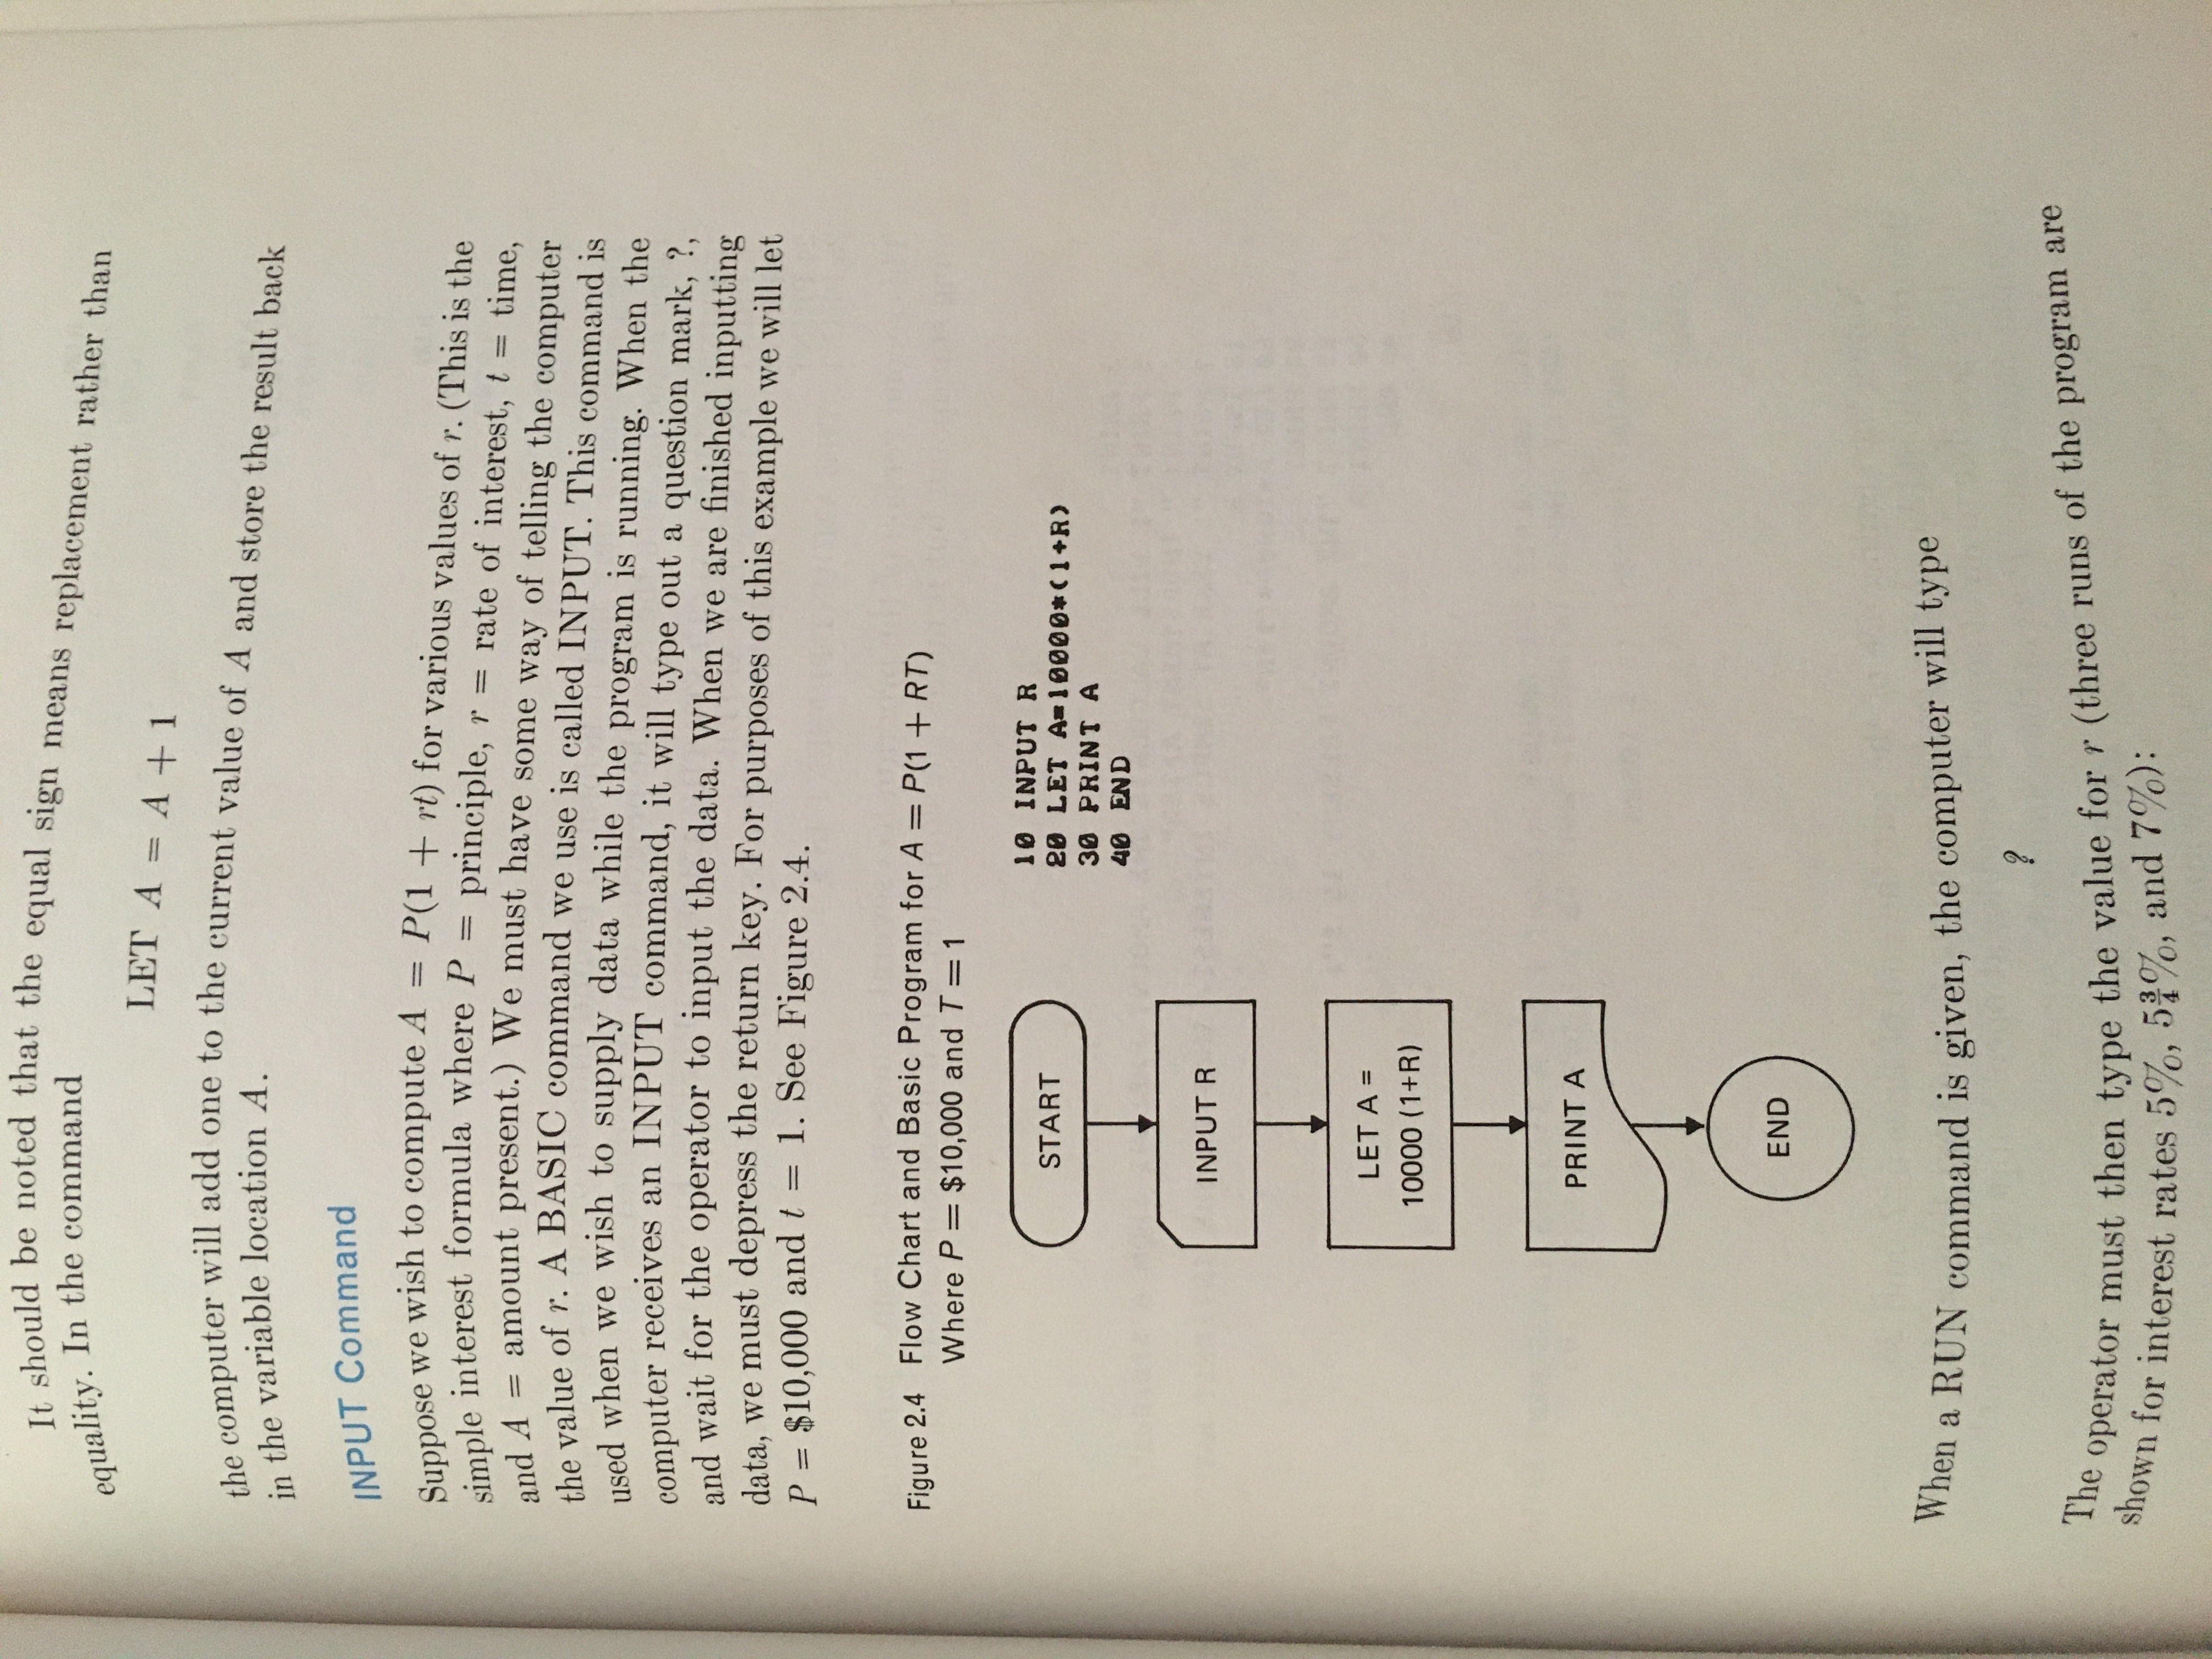 It should be noted that the equal sign means replacement rather than
equality. In the command
LET A = A + 1
the computer will add one to the current value of A and store the result back
in the variable location A.
INPUT Command
Suppose we wish to compute A = P(1 + rt) for various values of r. (This is the
simple interest formula where P = principle, r = rate of interest, t = time,
and A = amount present.) We must have some way of telling the computer
the value of r. A BASIC command we use is called INPUT. This command is
used when we wish to supply data while the program is running. When the
computer receives an INPUT command, it will type out a question mark, ?,
and wait for the operator to input the data. When we are finished inputting
data, we must depress the return key. For purposes of this example we will let
P = $10,000 and t = 1. See Figure 2.4.
Figure 2.4 Flow Chart and Basic Program for A = P(1 + RT)
Where P = $10,000 and T = 1
START
INPUT R
LET A =
10000 (1+R)
PRINT A
END
10 INPUT R
20 LET A=10000*(1+R)
30 PRINT A
40 END
When a RUN command is given, the computer will type
?
The operator must then type the value for r (three runs of the program are
shown for interest rates 5%, 5¾%, and 7%):